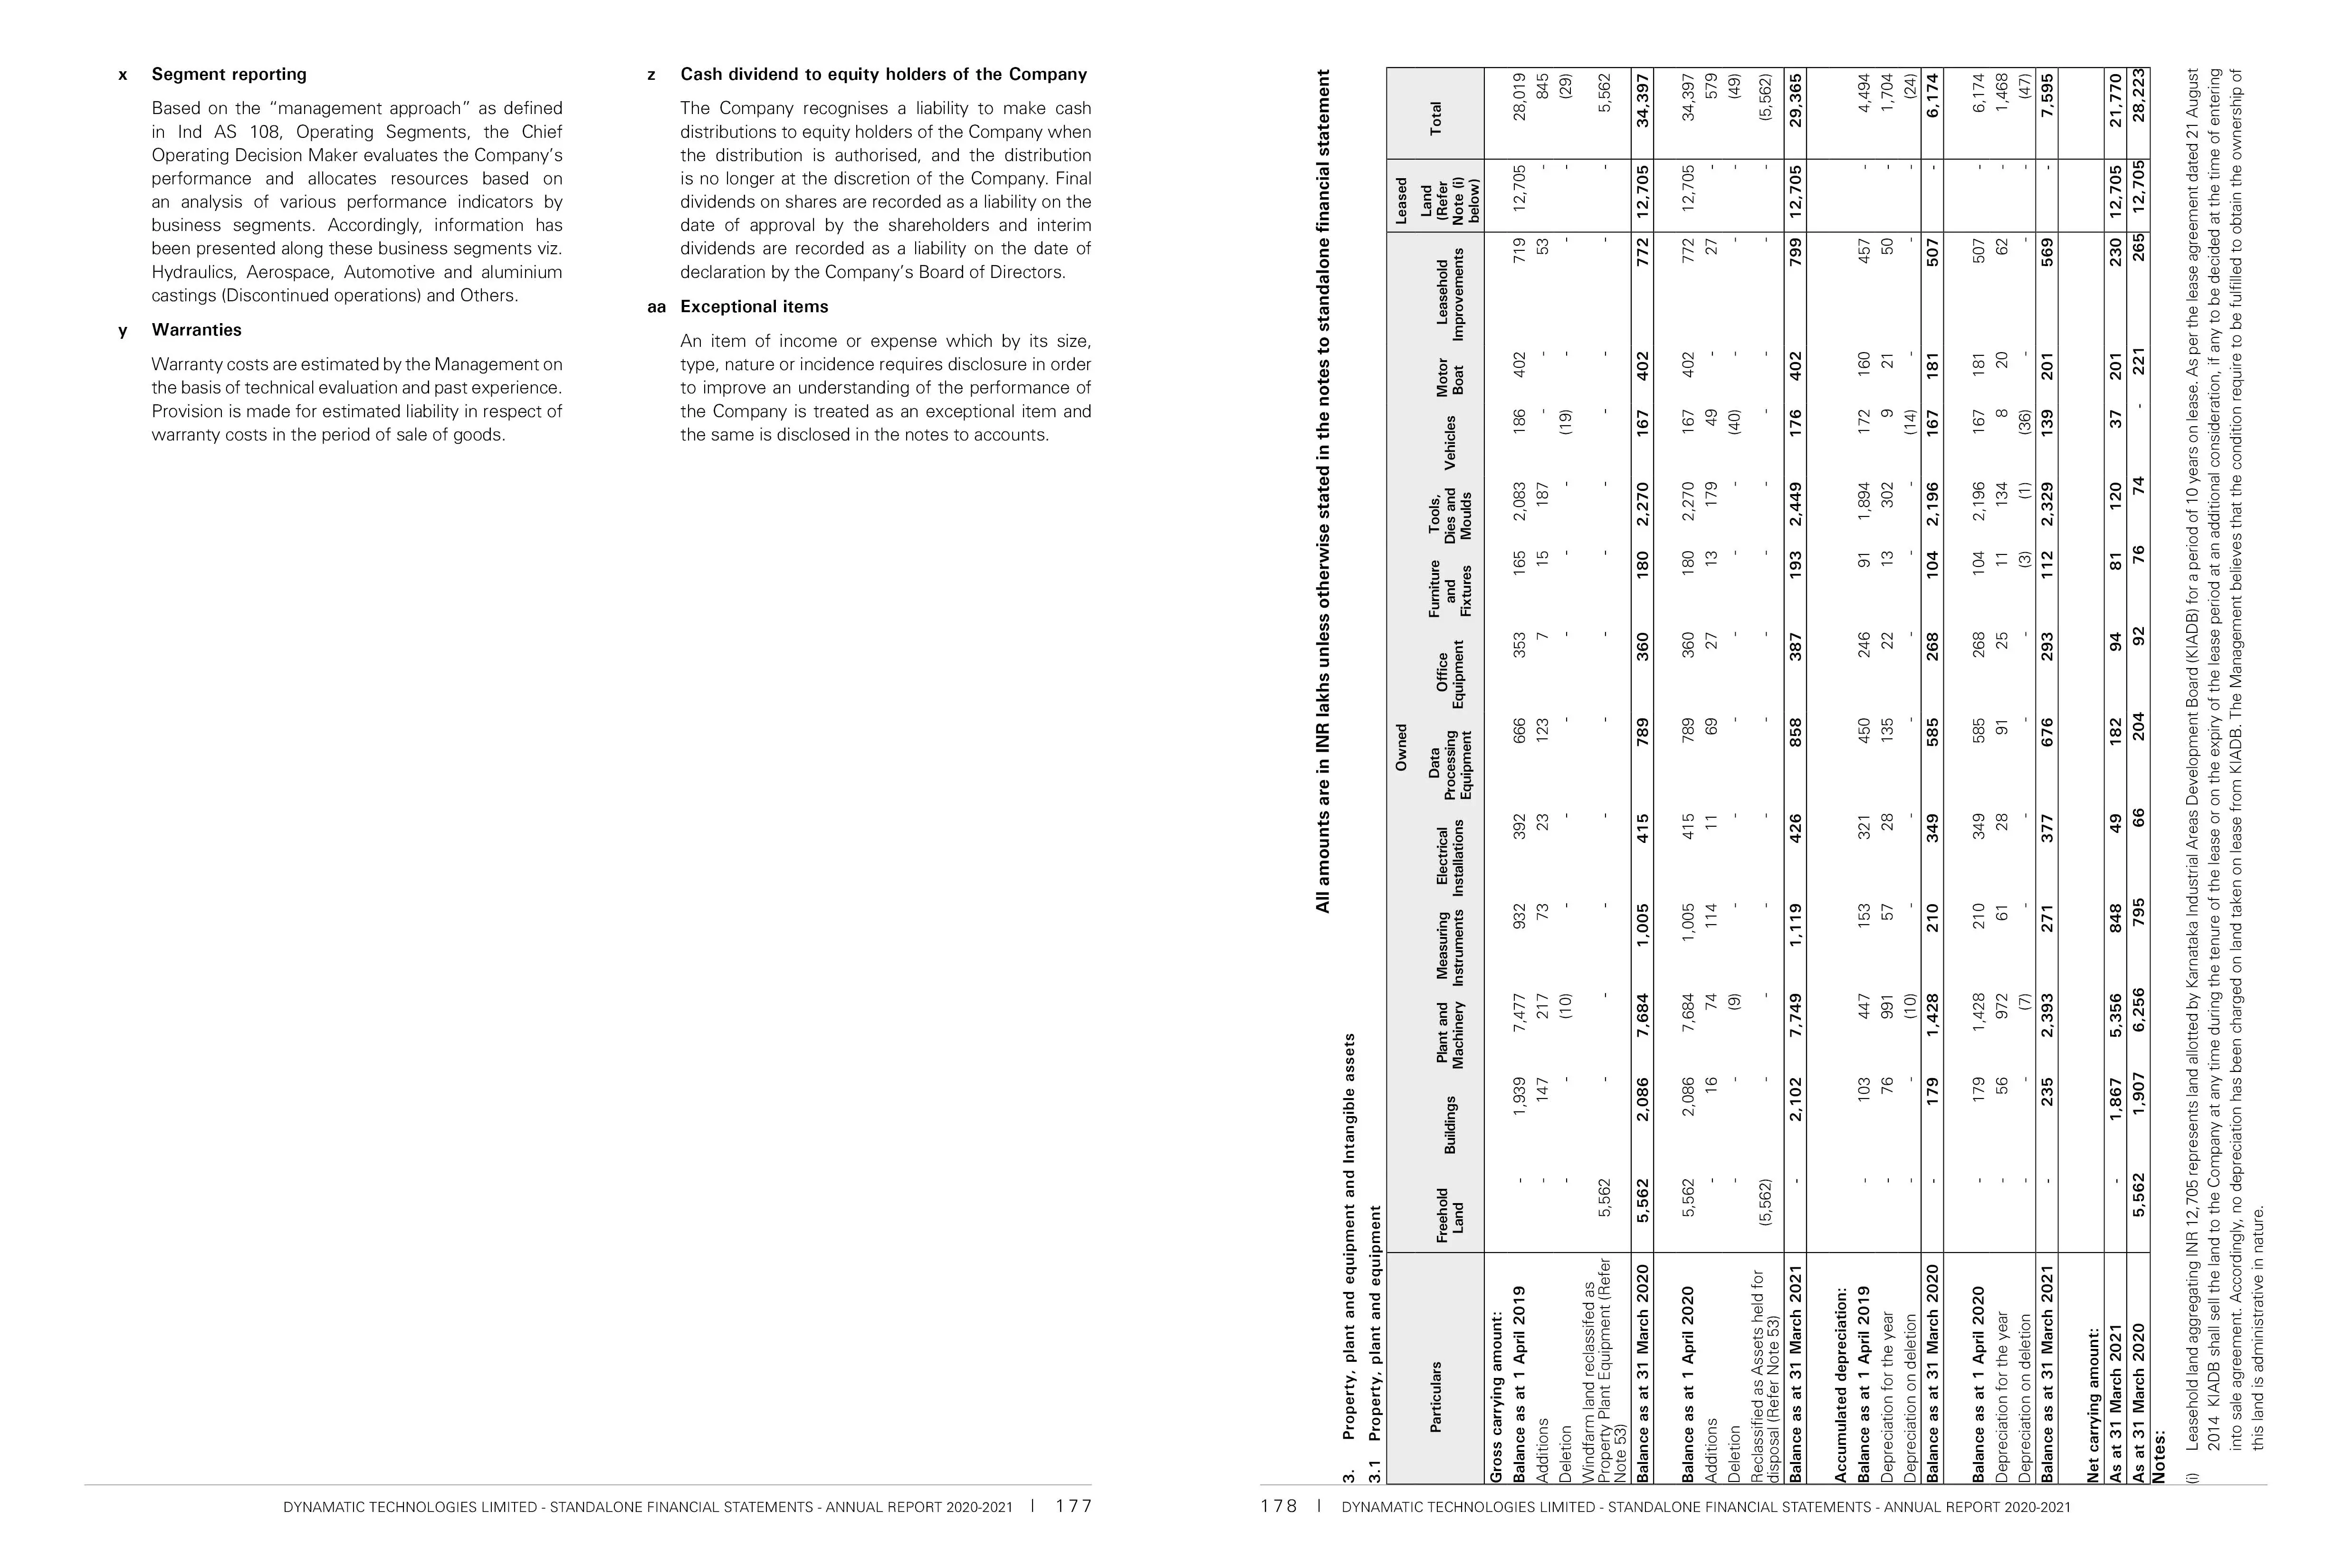 x Segment reporting
Based on the “management approach” as defined
in Ind AS 108, Operating Segments, the Chief
Operating Decision Maker evaluates the Company’s
performance and allocates resources based on
an analysis of various performance indicators by
business segments. Accordingly, information has
been presented along these business segments viz.
Hydraulics, Aerospace, Automotive and aluminium
castings (Discontinued operations) and Others.
y Warranties
Warranty costs are estimated by the Management on
the basis of technical evaluation and past experience.
Provision is made for estimated liability in respect of
warranty costs in the period of sale of goods.
z Cash dividend to equity holders of the Company
The Company recognises a liability to make cash
distributions to equity holders of the Company when
the distribution is authorised, and the distribution
is no longer at the discretion of the Company. Final
dividends on shares are recorded as a liability on the
date of approval by the shareholders and interim
dividends are recorded as a liability on the date of
declaration by the Company’s Board of Directors.
aa Exceptional items
An item of income or expense which by its size,
type, nature or incidence requires disclosure in order
to improve an understanding of the performance of
the Company is treated as an exceptional item and
the same is disclosed in the notes to accounts.
DYNAMATIC TECHNOLOGIES LIMITED - STANDALONE FINANCIAL STATEMENTS - ANNUAL REPORT 2020-2021 | 177
All amounts are in INR lakhs unless otherwise stated in the notes to standalone financial statement
3. Property, plant and equipment and Intangible assets
3.1 Property, plant and equipment
Particulars Owned Leased Total
Freehold Land Buildings Plant and Machinery Measuring Instruments Electrical Installations Data Processing Equipment Office Equipment Furniture and Fixtures Tools, Dies and Moulds Vehicles Motor Boat Leasehold Improvements Land (Refer Note (i) below)
Gross carrying amount:
Balance as at 1 April 2019 - 1,939 7,477 932 392 666 353 165 2,083 186 402 719 12,705 28,019
Additions - 147 217 73 23 123 7 15 187 - - 53 - 845
Deletion - - (10) - - - - - - (19) - - - (29)
Windfarm land reclassifed as
Property Plant Equipment (Refer
Note 53) 5,562 - - - - - - - - - - - - 5,562
Balance as at 31 March 2020 5,562 2,086 7,684 1,005 415 789 360 180 2,270 167 402 772 12,705 34,397
Balance as at 1 April 2020 5,562 2,086 7,684 1,005 415 789 360 180 2,270 167 402 772 12,705 34,397
Additions - 16 74 114 11 69 27 13 179 49 - 27 - 579
Deletion - - (9) - - - - - - (40) - - - (49)
Reclassified as Assets held for
disposal (Refer Note 53) (5,562) - - - - - - - - - - - - (5,562)
Balance as at 31 March 2021 - 2,102 7,749 1,119 426 858 387 193 2,449 176 402 799 12,705 29,365
Accumulated depreciation:
Balance as at 1 April 2019 - 103 447 153 321 450 246 91 1,894 172 160 457 - 4,494
Depreciation for the year - 76 991 57 28 135 22 13 302 9 21 50 - 1,704
Depreciation on deletion - - (10) - - - - - - (14) - - - (24)
Balance as at 31 March 2020 - 179 1,428 210 349 585 268 104 2,196 167 181 507 - 6,174
Balance as at 1 April 2020 - 179 1,428 210 349 585 268 104 2,196 167 181 507 - 6,174
Depreciation for the year - 56 972 61 28 91 25 11 134 8 20 62 - 1,468
Depreciation on deletion - - (7) - - - - (3) (1) (36) - - - (47)
Balance as at 31 March 2021 - 235 2,393 271 377 676 293 112 2,329 139 201 569 - 7,595
Net carrying amount:
As at 31 March 2021 - 1,867 5,356 848 49 182 94 81 120 37 201 230 12,705 21,770
As at 31 March 2020 5,562 1,907 6,256 795 66 204 92 76 74 - 221 265 12,705 28,223
Notes:
(i) Leasehold land aggregating INR 12,705 represents land allotted by Karnataka Industrial Areas Development Board (KIADB) for a period of 10 years on lease. As per the lease agreement dated 21 August
2014 KIADB shall sell the land to the Company at any time during the tenure of the lease or on the expiry of the lease period at an additional consideration, if any to be decided at the time of entering
into sale agreement. Accordingly, no depreciation has been charged on land taken on lease from KIADB. The Management believes that the condition require to be fulfilled to obtain the ownership of
this land is administrative in nature.
178 | DYNAMATIC TECHNOLOGIES LIMITED - STANDALONE FINANCIAL STATEMENTS - ANNUAL REPORT 2020-2021